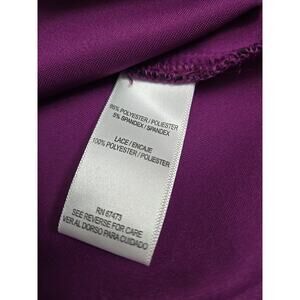 95% POLYESTER / POLIESTER
5% SPANDEX / SPANDEX
LACE / ENCAJE
100% POLYESTER / POLIESTER
RN 67473
SEE REVERSE FOR CARE
VER AL DORSO PARA CUIDADO